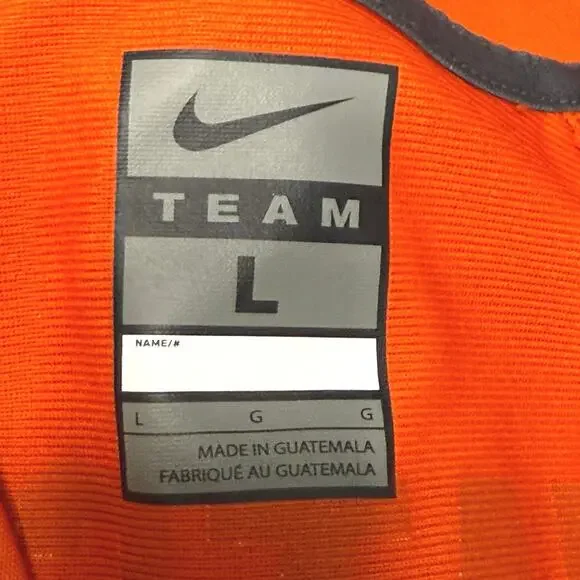 TEAM
L
NAME/#
L G G
MADE IN GUATEMALA
FABRIQUÉ AU GUATEMALA